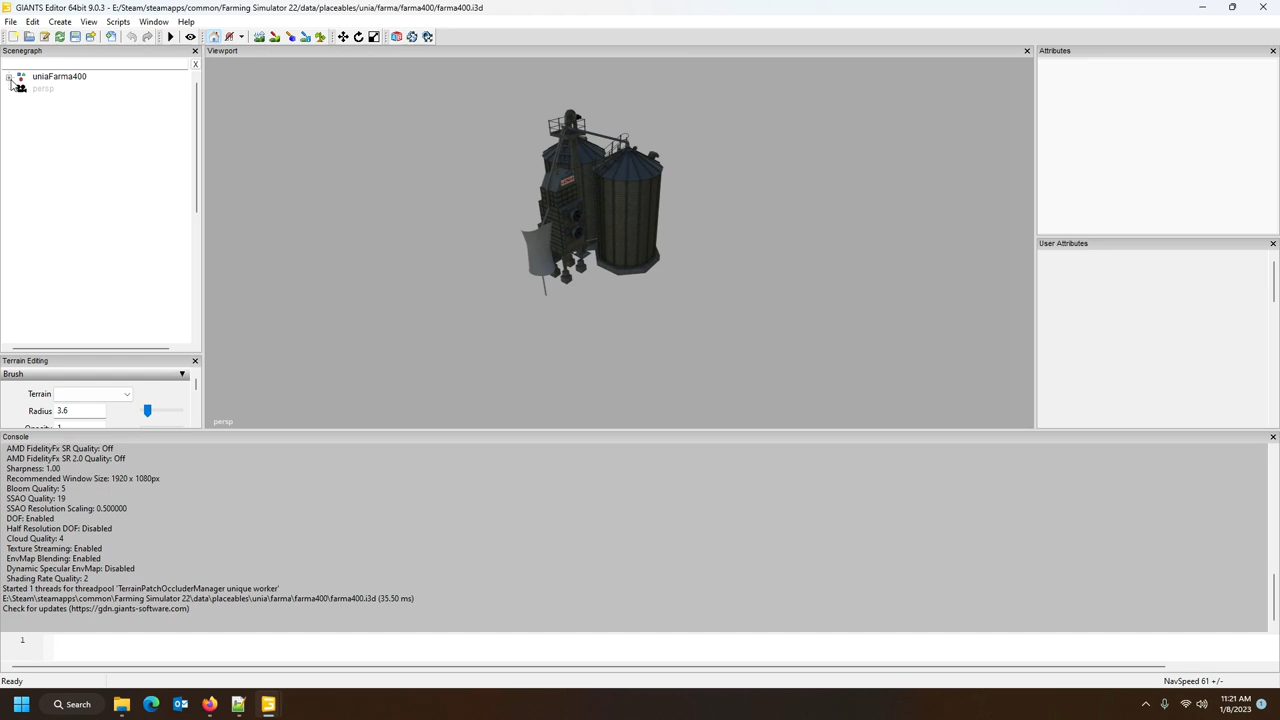 GIANTS Editor 64bit - 9.0.3 - E:/Steam/steamapps/common/Farming Simulator 22/data/placeables/unia/farma/farma400/farma400.i3d
File Edit Create View Scripts Window Help
Scenegraph
Viewport
Attributes
X
uniaFarma400
persp
User Attributes
Terrain Editing
Brush
Terrain
Radius 3.6
persp
Console
AMD FidelityFx SR Quality: Off
AMD FidelityFx SR 2.0 Quality: Off
Sharpness: 1.00
Recommended Window Size: 1920 x 1080px
Bloom Quality: 5
SSAO Quality: 19
SSAO Resolution Scaling: 0.500000
DOF: Enabled
Half Resolution DOF: Disabled
Cloud Quality: 4
Texture Streaming: Enabled
EnvMap Blending: Enabled
Dynamic Specular EnvMap: Disabled
Shading Rate Quality: 2
Started 1 threads for threadpool 'TerrainPatchOccluderManager unique worker'
E:\Steam\steamapps\common\Farming Simulator 22\data\placeables\unia\farma\farma400\farma400.i3d (35.50 ms)
Check for updates (https://gdn.giants-software.com)
1
Ready
NavSpeed 61 +/-
Search
11:21 AM
1/8/2023